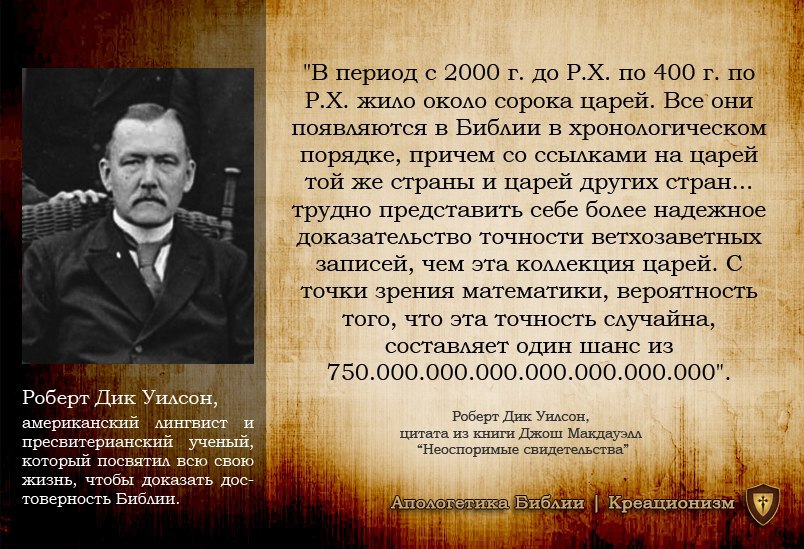 "В период с 2000 г. до Р.Х. по 400 г. по
Р.Х. жило около сорока царей. Все они
появляются в Библии в хронологическом
порядке, причем со ссылками на царей
той же страны и царей других стран...
трудно представить себе более надежное
доказательство точности ветхозаветных
записей, чем эта коллекция царей. С
точки зрения математики, вероятность
того, что эта точность случайна,
составляет один шанс из
750.000.000.000.000.000.000.000".
Роберт Дик Уилсон,
цитата из книги Джош Макдауэлл
“Неоспоримые свидетельства”
Роберт Дик Уилсон,
американский лингвист и
пресвитерианский ученый,
который посвятил всю свою
жизнь, чтобы доказать дос-
товерность Библии.
Апологетика Библии | Креационизм